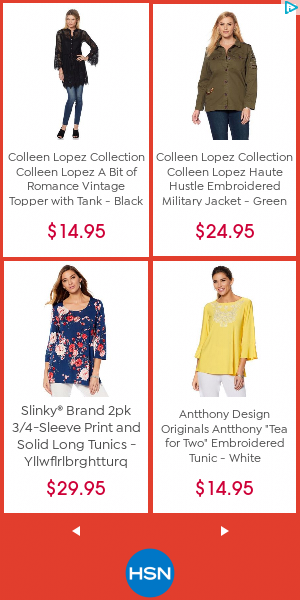 Colleen Lopez Collection
Colleen Lopez A Bit of
Romance Vintage
Topper with Tank - Black
$14.95
Colleen Lopez Collection
Colleen Lopez Haute
Hustle Embroidered
Military Jacket - Green
$24.95
Slinky® Brand 2pk
3/4-Sleeve Print and
Solid Long Tunics -
Yllwflrlbrghtturq
$29.95
Antthony Design
Originals Antthony "Tea
for Two" Embroidered
Tunic - White
$14.95
HSN